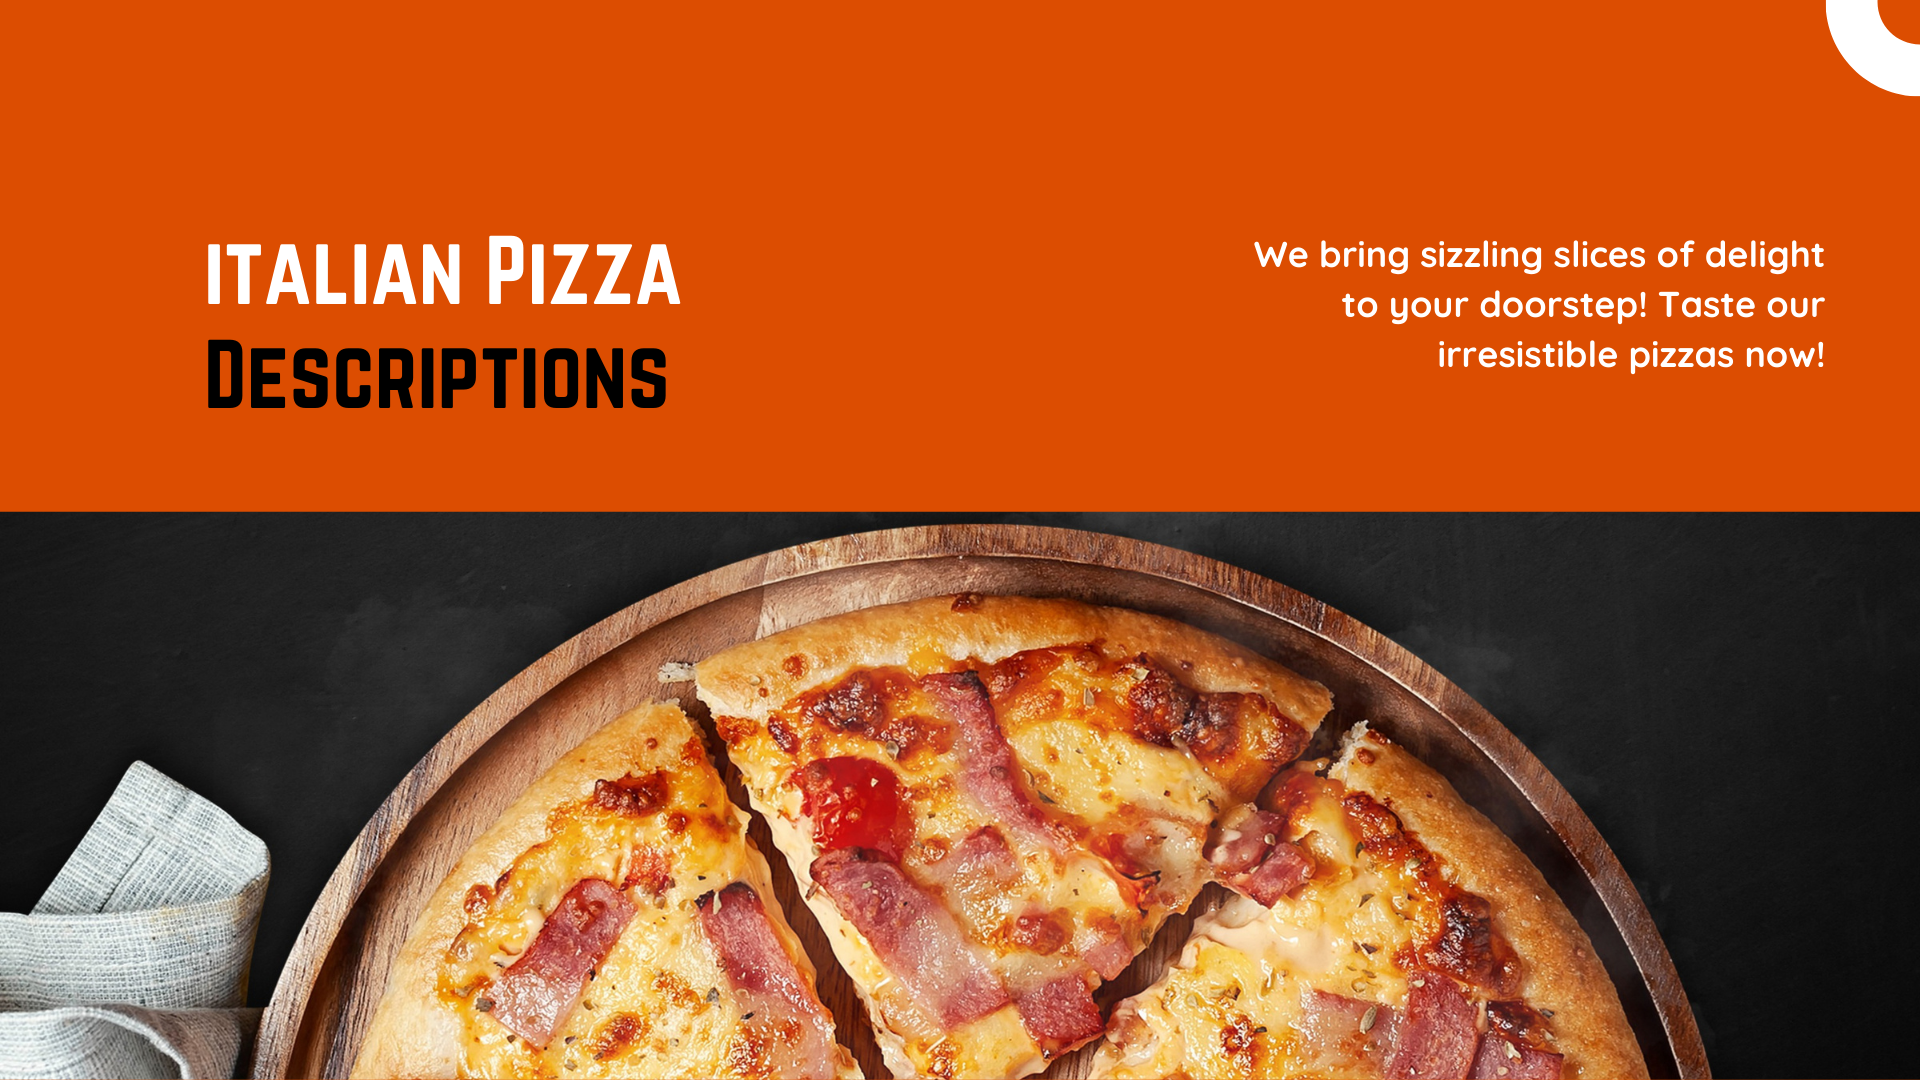 Italian Pizza
Descriptions
We bring sizzling slices of delight
to your doorstep! Taste our
irresistible pizzas now!